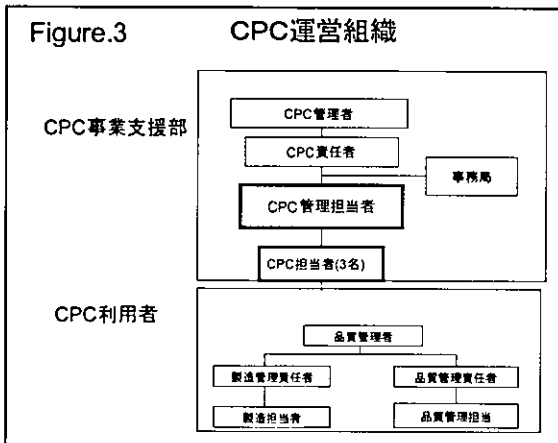 Figure.3 CPC運営組織
CPC事業支援部
CPC管理者
CPC責任者
事務局
CPC管理担当者
CPC担当者(3名)
CPC利用者
品質管理者
製造管理責任者 品質管理責任者
製造担当者 品質管理担当